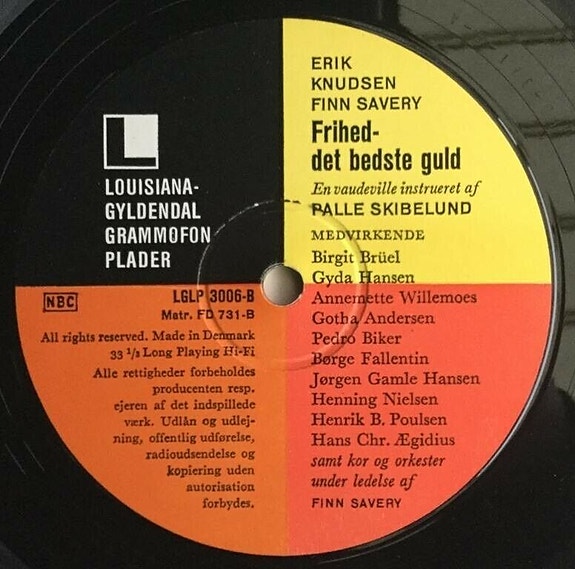 LOUISIANA-
GYLDENDAL
GRAMMOFON
PLADER
ERIK
KNUDSEN
FINN SAVERY
Frihed-
det bedste guld
En vaudeville instrueret af
PALLE SKIBELUND
MEDVIRKENDE
Birgit Brüel
Gyda Hansen
Annemette Willemoes
Gotha Andersen
Pedro Biker
Børge Fallentin
Jørgen Gamle Hansen
Henning Nielsen
Henrik B. Poulsen
Hans Chr. Ægidius
samt kor og orkester
under ledelse af
FINN SAVERY
NCB
LGLP 3006-B
Matr. FD 731-B
All rights reserved. Made in Denmark
33 1/3 Long Playing Hi-Fi
Alle rettigheder forbeholdes
producenten resp.
ejeren af det indspillede
værk. Udlån og udlej-
ning, offentlig udførelse,
radioudsendelse og
kopiering uden
autorisation
forbydes.